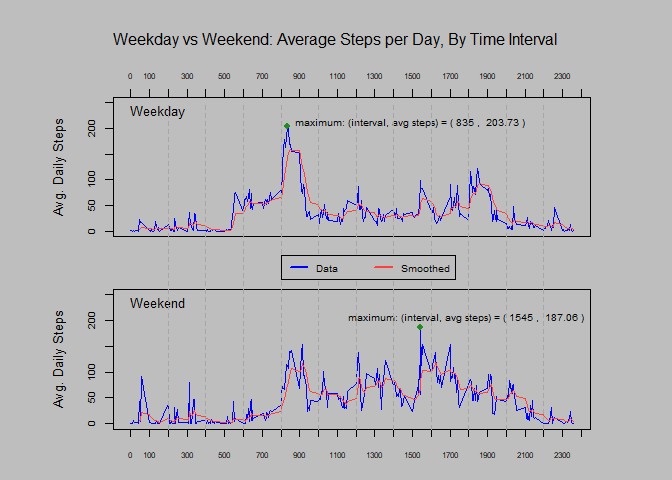 Weekday vs Weekend: Average Steps per Day, By Time Interval
0 100 300 500 700 900 1100 1300 1500 1700 1900 2100 2300
Weekday
maximum: (interval, avg steps) = ( 835 , 203.73 )
Avg. Daily Steps
200
100
50
0
Data Smoothed
Weekend
maximum: (interval, avg steps) = ( 1545 , 187.06 )
Avg. Daily Steps
200
100
50
0
0 100 300 500 700 900 1100 1300 1500 1700 1900 2100 2300